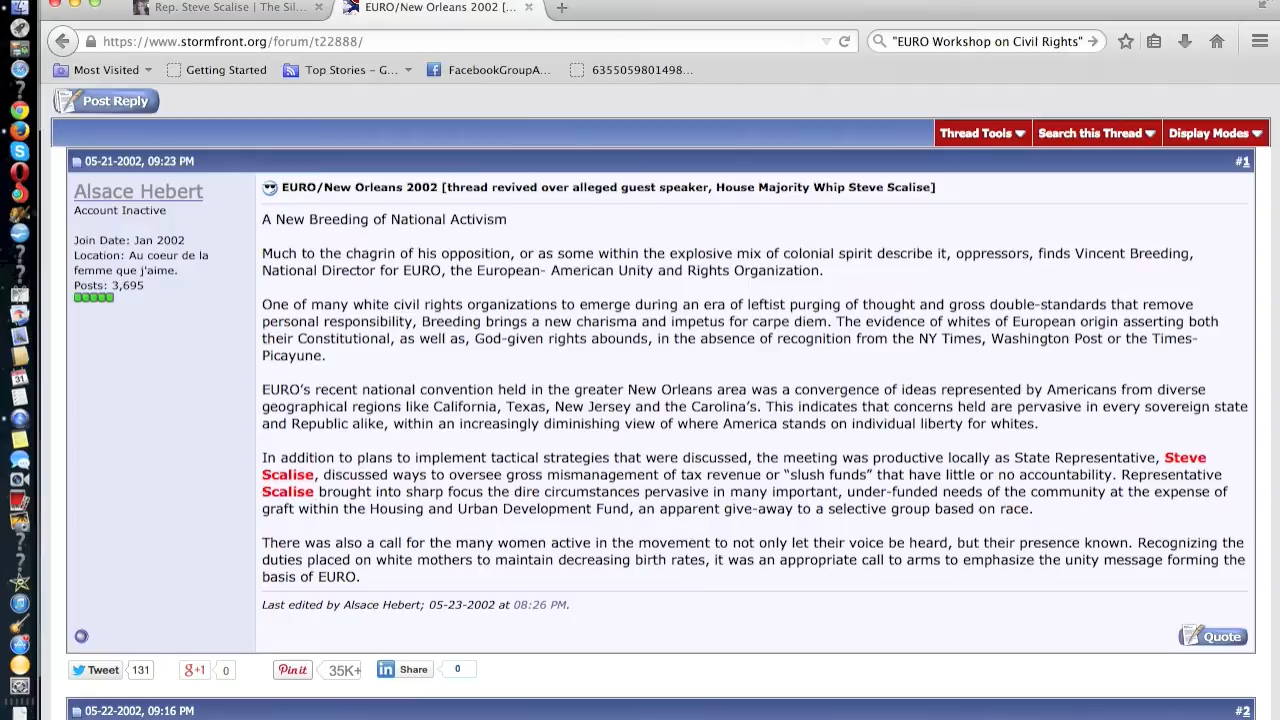 Rep. Steve Scalise | The Sil...
EURO/New Orleans 2002 [...
https://www.stormfront.org/forum/t22888/
"EURO Workshop on Civil Rights"
Most Visited
Getting Started
Top Stories – G...
FacebookGroupA...
6355059801498...
Post Reply
Thread Tools
Search this Thread
Display Modes
05-21-2002, 09:23 PM
#1
Alsace Hebert
Account Inactive
Join Date: Jan 2002
Location: Au coeur de la
femme que j'aime.
Posts: 3,695
EURO/New Orleans 2002 [thread revived over alleged guest speaker, House Majority Whip Steve Scalise]
A New Breeding of National Activism
Much to the chagrin of his opposition, or as some within the explosive mix of colonial spirit describe it, oppressors, finds Vincent Breeding,
National Director for EURO, the European- American Unity and Rights Organization.
One of many white civil rights organizations to emerge during an era of leftist purging of thought and gross double-standards that remove
personal responsibility, Breeding brings a new charisma and impetus for carpe diem. The evidence of whites of European origin asserting both
their Constitutional, as well as, God-given rights abounds, in the absence of recognition from the NY Times, Washington Post or the Times-
Picayune.
EURO's recent national convention held in the greater New Orleans area was a convergence of ideas represented by Americans from diverse
geographical regions like California, Texas, New Jersey and the Carolina's. This indicates that concerns held are pervasive in every sovereign state
and Republic alike, within an increasingly diminishing view of where America stands on individual liberty for whites.
In addition to plans to implement tactical strategies that were discussed, the meeting was productive locally as State Representative, Steve
Scalise, discussed ways to oversee gross mismanagement of tax revenue or “slush funds” that have little or no accountability. Representative
Scalise brought into sharp focus the dire circumstances pervasive in many important, under-funded needs of the community at the expense of
graft within the Housing and Urban Development Fund, an apparent give-away to a selective group based on race.
There was also a call for the many women active in the movement to not only let their voice be heard, but their presence known. Recognizing the
duties placed on white mothers to maintain decreasing birth rates, it was an appropriate call to arms to emphasize the unity message forming the
basis of EURO.
Last edited by Alsace Hebert; 05-23-2002 at 08:26 PM.
Quote
Tweet
131
g+1
0
Pin it
35K+
in Share
0
05-22-2002, 09:16 PM
#2
31